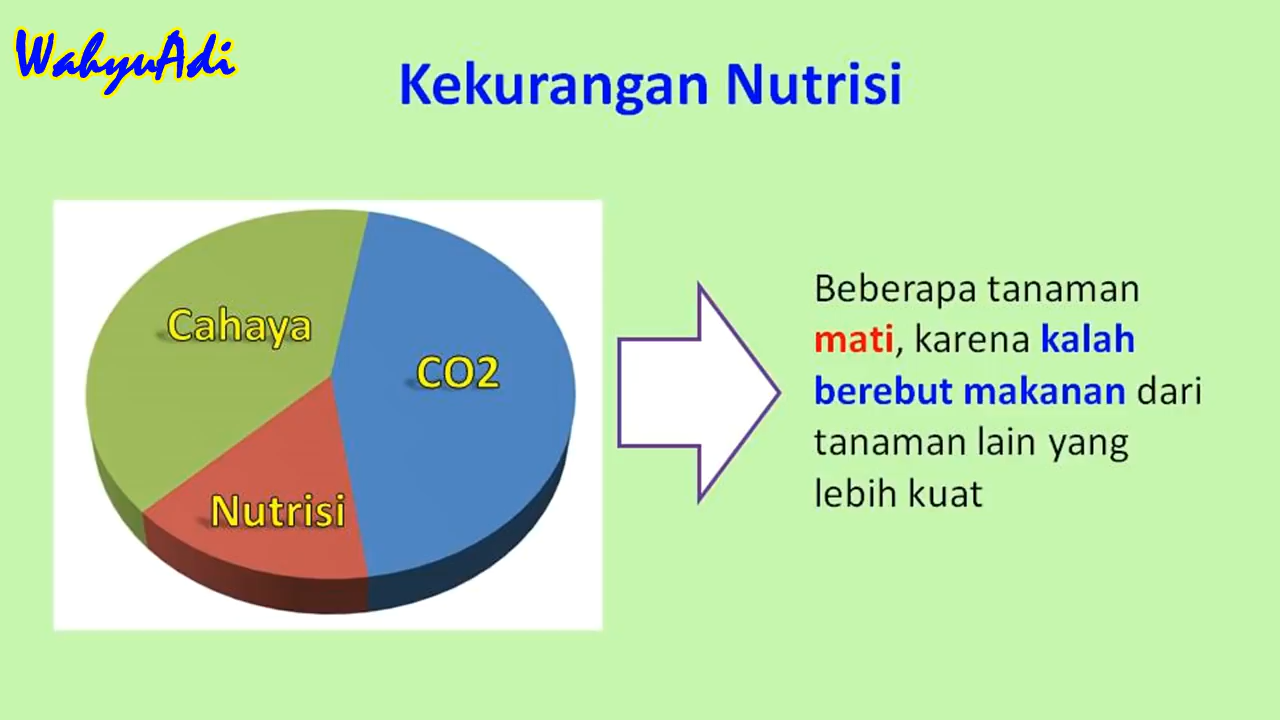 WahyuAdi
Kekurangan Nutrisi
Cahaya
CO2
Nutrisi
Beberapa tanaman
mati, karena kalah
berebut makanan dari
tanaman lain yang
lebih kuat